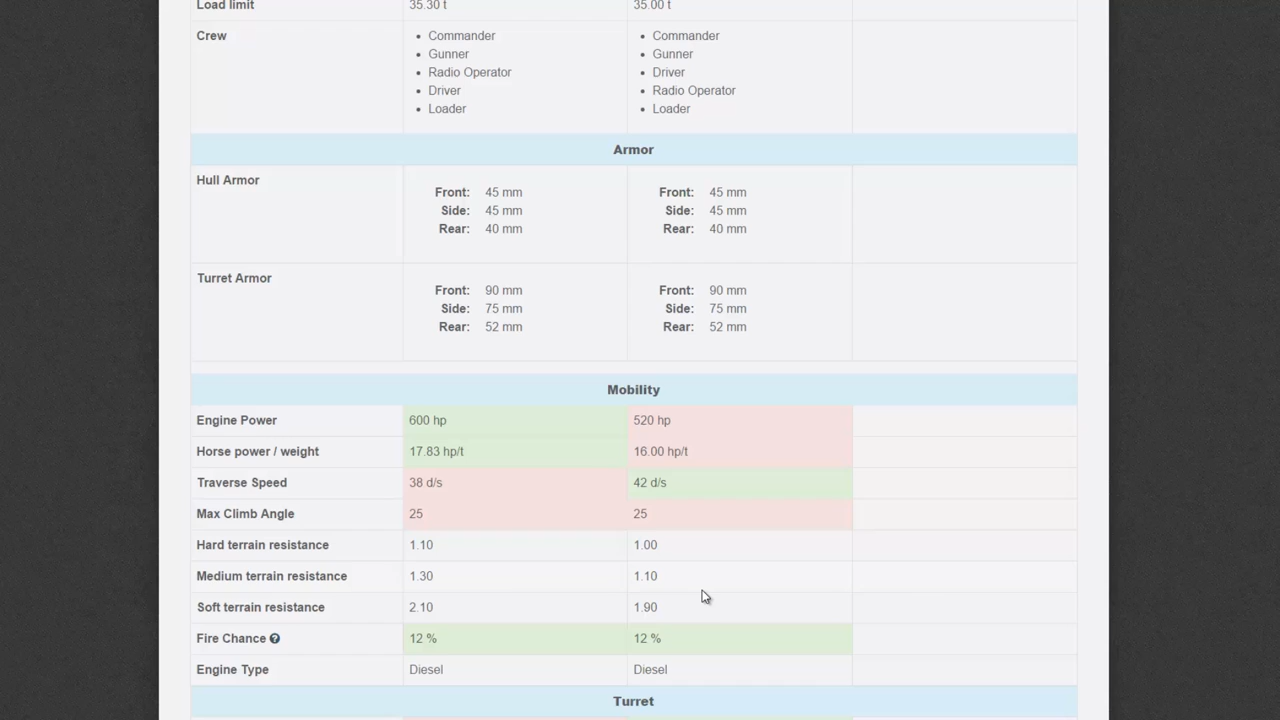 Load limit 35.30 t 35.00 t
Crew
Commander Commander
Gunner Gunner
Radio Operator Driver
Driver Radio Operator
Loader Loader
Armor
Hull Armor
Front: 45 mm Front: 45 mm
Side: 45 mm Side: 45 mm
Rear: 40 mm Rear: 40 mm
Turret Armor
Front: 90 mm Front: 90 mm
Side: 75 mm Side: 75 mm
Rear: 52 mm Rear: 52 mm
Mobility
Engine Power 600 hp 520 hp
Horse power / weight 17.83 hp/t 16.00 hp/t
Traverse Speed 38 d/s 42 d/s
Max Climb Angle 25 25
Hard terrain resistance 1.10 1.00
Medium terrain resistance 1.30 1.10
Soft terrain resistance 2.10 1.90
Fire Chance ? 12 % 12 %
Engine Type Diesel Diesel
Turret